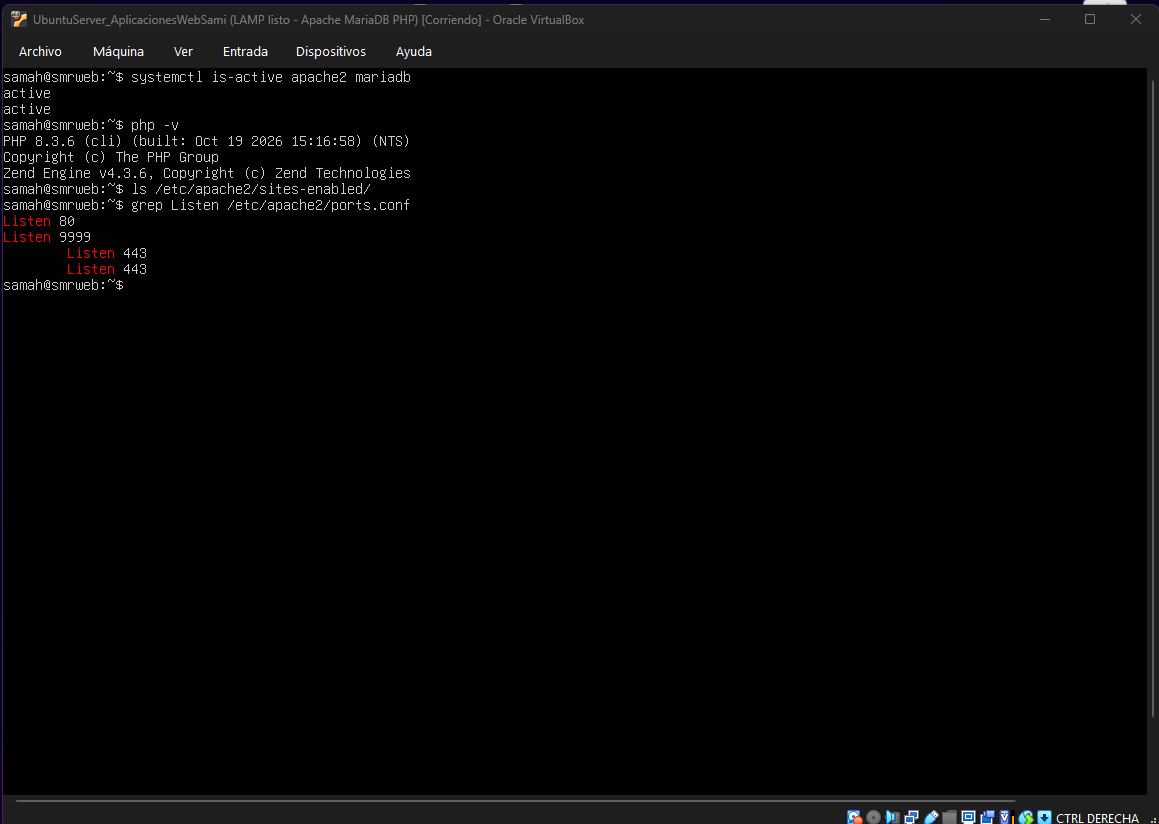 UbuntuServer_AplicacionesWebSami (LAMP listo - Apache MariaDB PHP) [Corriendo] - Oracle VirtualBox
Archivo Máquina Ver Entrada Dispositivos Ayuda
samah@smrweb:~$ systemctl is-active apache2 mariadb
active
active
samah@smrweb:~$ php -v
PHP 8.3.6 (cli) (built: Oct 19 2026 15:16:58) (NTS)
Copyright (c) The PHP Group
Zend Engine v4.3.6, Copyright (c) Zend Technologies
samah@smrweb:~$ ls /etc/apache2/sites-enabled/
samah@smrweb:~$ grep Listen /etc/apache2/ports.conf
Listen 80
Listen 9999
        Listen 443
        Listen 443
samah@smrweb:~$
CTRL DERECHA